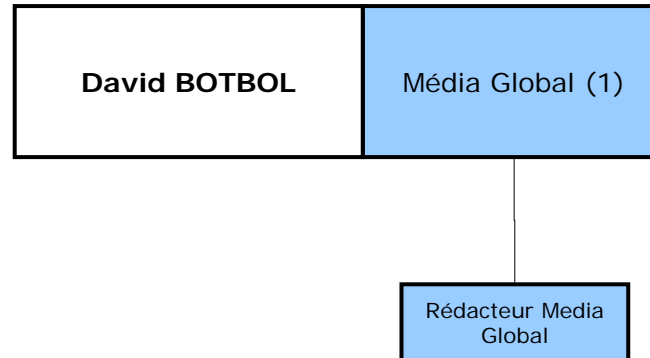 David BOTBOL
Média Global (1)
Rédacteur Media
Global